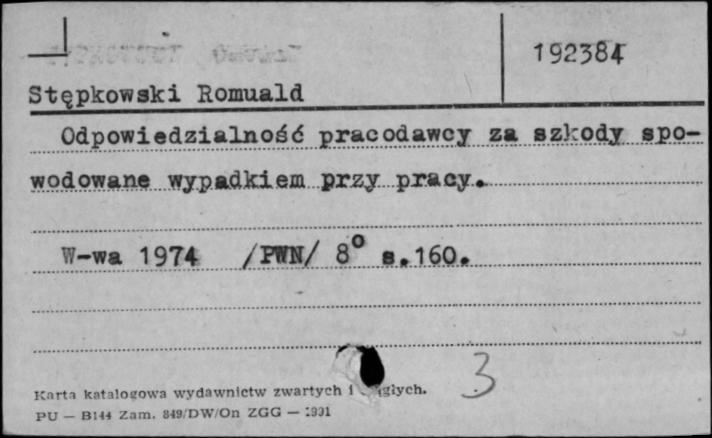 192384
Stępkowski Romuald
Odpowiedzialność pracodawcy za szkody spo-
wodowane wypadkiem przy pracy.
W-wa 1974 /PWN/ 8° s.160.
3
Karta katalogowa wydawnictw zwartych i
PU — B144 Zam. 849/DW/On ZGG —